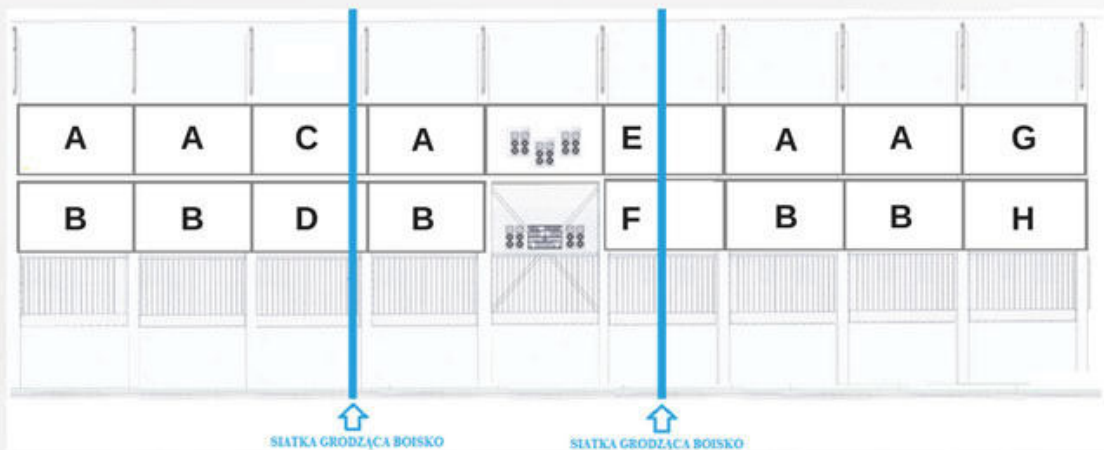 A A C A E A A G
B B D B F B B H
SIATKA GRODZĄCA BOISKO SIATKA GRODZĄCA BOISKO